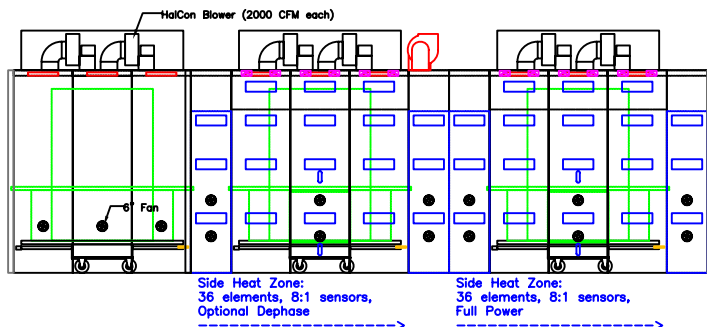 HalCon Blower (2000 CFM each)
6" Fan
Side Heat Zone:
36 elements, 8:1 sensors,
Optional Dephase
Side Heat Zone:
36 elements, 8:1 sensors,
Full Power